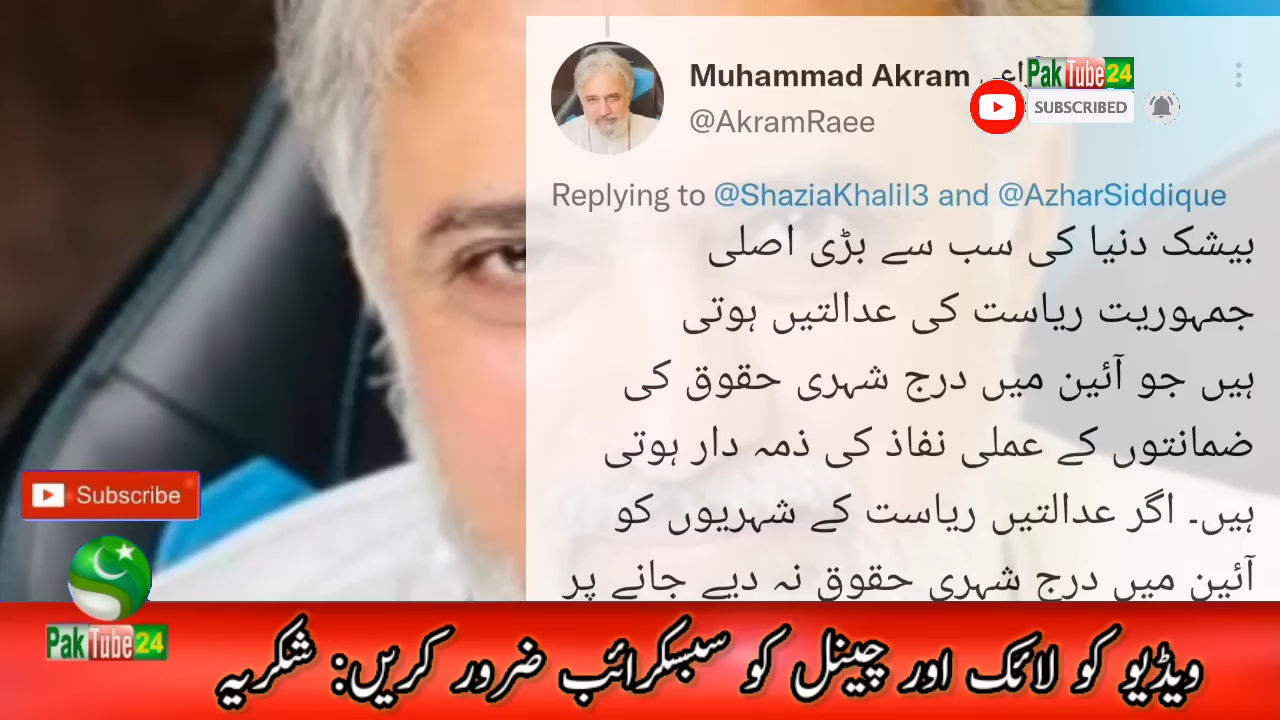 Muhammad Akram
PakTube24
@AkramRaee
SUBSCRIBED
Replying to @ShaziaKhalil3 and @AzharSiddique
بیشک دنیا کی سب سے بڑی اصلی
جمہوریت ریاست کی عدالتیں ہوتی
ہیں جو آئین میں درج شہری حقوق کی
ضمانتوں کے عملی نفاذ کی ذمہ دار ہوتی
ہیں۔ اگر عدالتیں ریاست کے شہریوں کو
آئین میں درج شہری حقوق نہ دیے جانے پر
Subscribe
PakTube24
ویڈیو کو لائک اور چینل کو سبسکرائب ضرور کریں: شکریہ